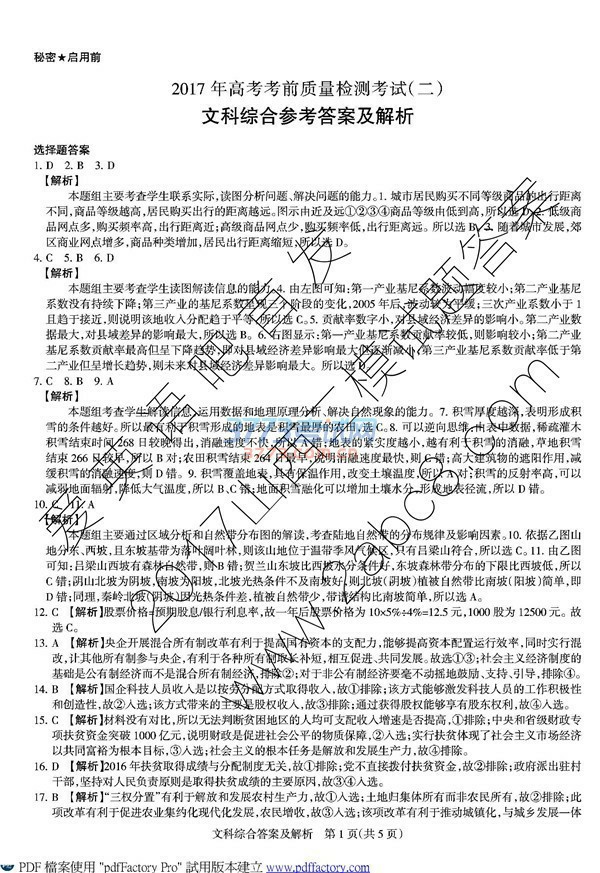 秘密★启用前
2017 年高考考前质量检测考试(二)
文科综合参考答案及解析
选择题答案
1. D 2. B 3. D
【解析】
本题组主要考查学生联系实际,读图分析问题、解决问题的能力。1. 城市居民购买不同等级商品的出行距离
不同,商品等级越高,居民购买出行的距离越远。图示由近及远①②③④商品等级由低到高,所以选 D。2. 低级商
品网点多,购买频率高,出行距离近;高级商品网点少,购买频率低,出行距离远。所以选 B。3. 随着城市发展,郊
区商业网点增多,商品种类增加,居民出行距离缩短,所以选 D。
4. C 5. B 6. D
【解析】
本题组主要考查学生读图解读信息的能力。4. 由左图可知:第一产业基尼系数波动幅度较小;第二产业基尼
系数没有持续下降;第三产业的基尼系数呈现三个阶段的变化,2005 年后,波动较为平缓;三次产业系数小于 1
且趋于接近,则说明该地收入分配趋于平等,所以选 C。5. 贡献率数字小,对县域经济差异的影响小。第二产业数
据最大,对县域差异的影响最大,所以选 B。6. 右图显示:第一产业基尼系数贡献率较低,则影响较小;第二产业
基尼系数贡献率最高但呈下降趋势,即对县域经济差异影响最大但逐渐减小;第三产业基尼系数贡献率低于第
二产业但呈增长趋势,则未来对县域经济差异影响最大。所以选 D。
7. C 8. B 9. A
【解析】
本题组考查学生解读信息、运用数据和地理原理分析、解决自然现象的能力。7. 积雪厚度越深,表明形成积
雪的条件越好。所以最有利于积雪形成的地表是积雪最厚的农田,选 C。8. 可以逆向思维,由表中数据,稀疏灌木
积雪结束时间 268 日较晚得出,消融速度不快,所以 A 错;地表的紧实度越小,越有利于积雪的消融,草地积雪
结束 266 日较早,所以 B 对;农田积雪结束 264 日最早,说明消融速度最快,则 C 错;高大建筑物的遮阳作用,减
缓积雪的消融速度,则 D 错。9. 积雪覆盖地表,具有保温作用,改变土壤温度,所以 A 对;积雪的反射率高,可以
减弱地面辐射,降低大气温度,所以 B、C 错;地面积雪融化可以增加土壤水分,形成地表径流,所以 D 错。
10. C 11. A
【解析】
本题组主要通过区域分析和自然带分布图的解读,考查陆地自然带的分布规律及影响因素。10. 依据乙图山
地分东、西坡,且东坡基带为落叶阔叶林,则该山地位于温带季风气候区,只有吕梁山符合,所以选 C。11. 由乙图
可知:吕梁山西坡有森林自然带,则 B 错;贺兰山东坡比西坡水分条件好,东坡森林带分布的下限比西坡低,所以
C 错;阴山北坡为阴坡,南坡为阳坡,北坡光热条件不及南坡好,则北坡(阴坡)植被自然带比南坡(阳坡)简单,即
D 错;同理,秦岭北坡(阴坡)因光热条件差,植被自然带少,带谱结构比南坡简单,所以选 A。
12. C 【解析】股票价格=预期股息/银行利息率,故一年后股票价格为 10×5%÷4%=12.5 元,1000 股为 12500 元。故
选 C。
13. A 【解析】央企开展混合所有制改革有利于提高国有资本的支配力,能够提高资本配置运行效率,同时实行混
改,让其他所有制参与央企,有利于各种所有制取长补短,相互促进、共同发展。故选①③;社会主义经济制度的
基础是公有制经济而不是混合所有制经济,排除②;对于非公有制经济要毫不动摇地鼓励、支持、引导,排除④。
14. B 【解析】国企科技人员收入是以按劳分配方式取得收入,故①排除;该方式能够激发科技人员的工作积极性
和创造性,故②入选;该方式带来的主要是股权收入,故③排除;通过获得股权能够享有股东权利,故④入选。
15. C 【解析】材料没有对比,所以无法判断贫困地区的人均可支配收入增速是否提高,①排除;中央和省级财政专
项扶贫资金突破 1000 亿元,说明财政是促进社会公平的物质保障,②入选;实行扶贫体现了社会主义市场经济
以共同富裕为根本目标,③入选;社会主义的根本任务是解放和发展生产力,故④排除。
16. D 【解析】2016 年扶贫取得成绩与分配制度无关,故①排除;党不直接拨付扶贫资金,故②排除;政府派出驻村
干部,坚持对人民负责原则是取得扶贫成绩的主要原因,故③④入选。
17. B 【解析】“三权分置”有利于解放和发展农村生产力,故①入选;土地归集体所有而非农民所有,故②排除;此
项改革有利于促进农业集约化现代化发展,农民增收,故③排除;该项改革有利于推动城镇化,与城乡发展一体
文科综合答案及解析 第 1 页(共 5 页)
PDF 檔案使用 "pdfFactory Pro" 試用版本建立 www.pdffactory.com